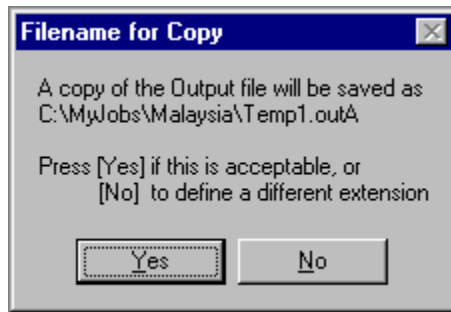 Filename for Copy
A copy of the Output file will be saved as
C:\MyJobs\Malaysia\Temp1.outA
Press [Yes] if this is acceptable, or
[No] to define a different extension
Yes
No